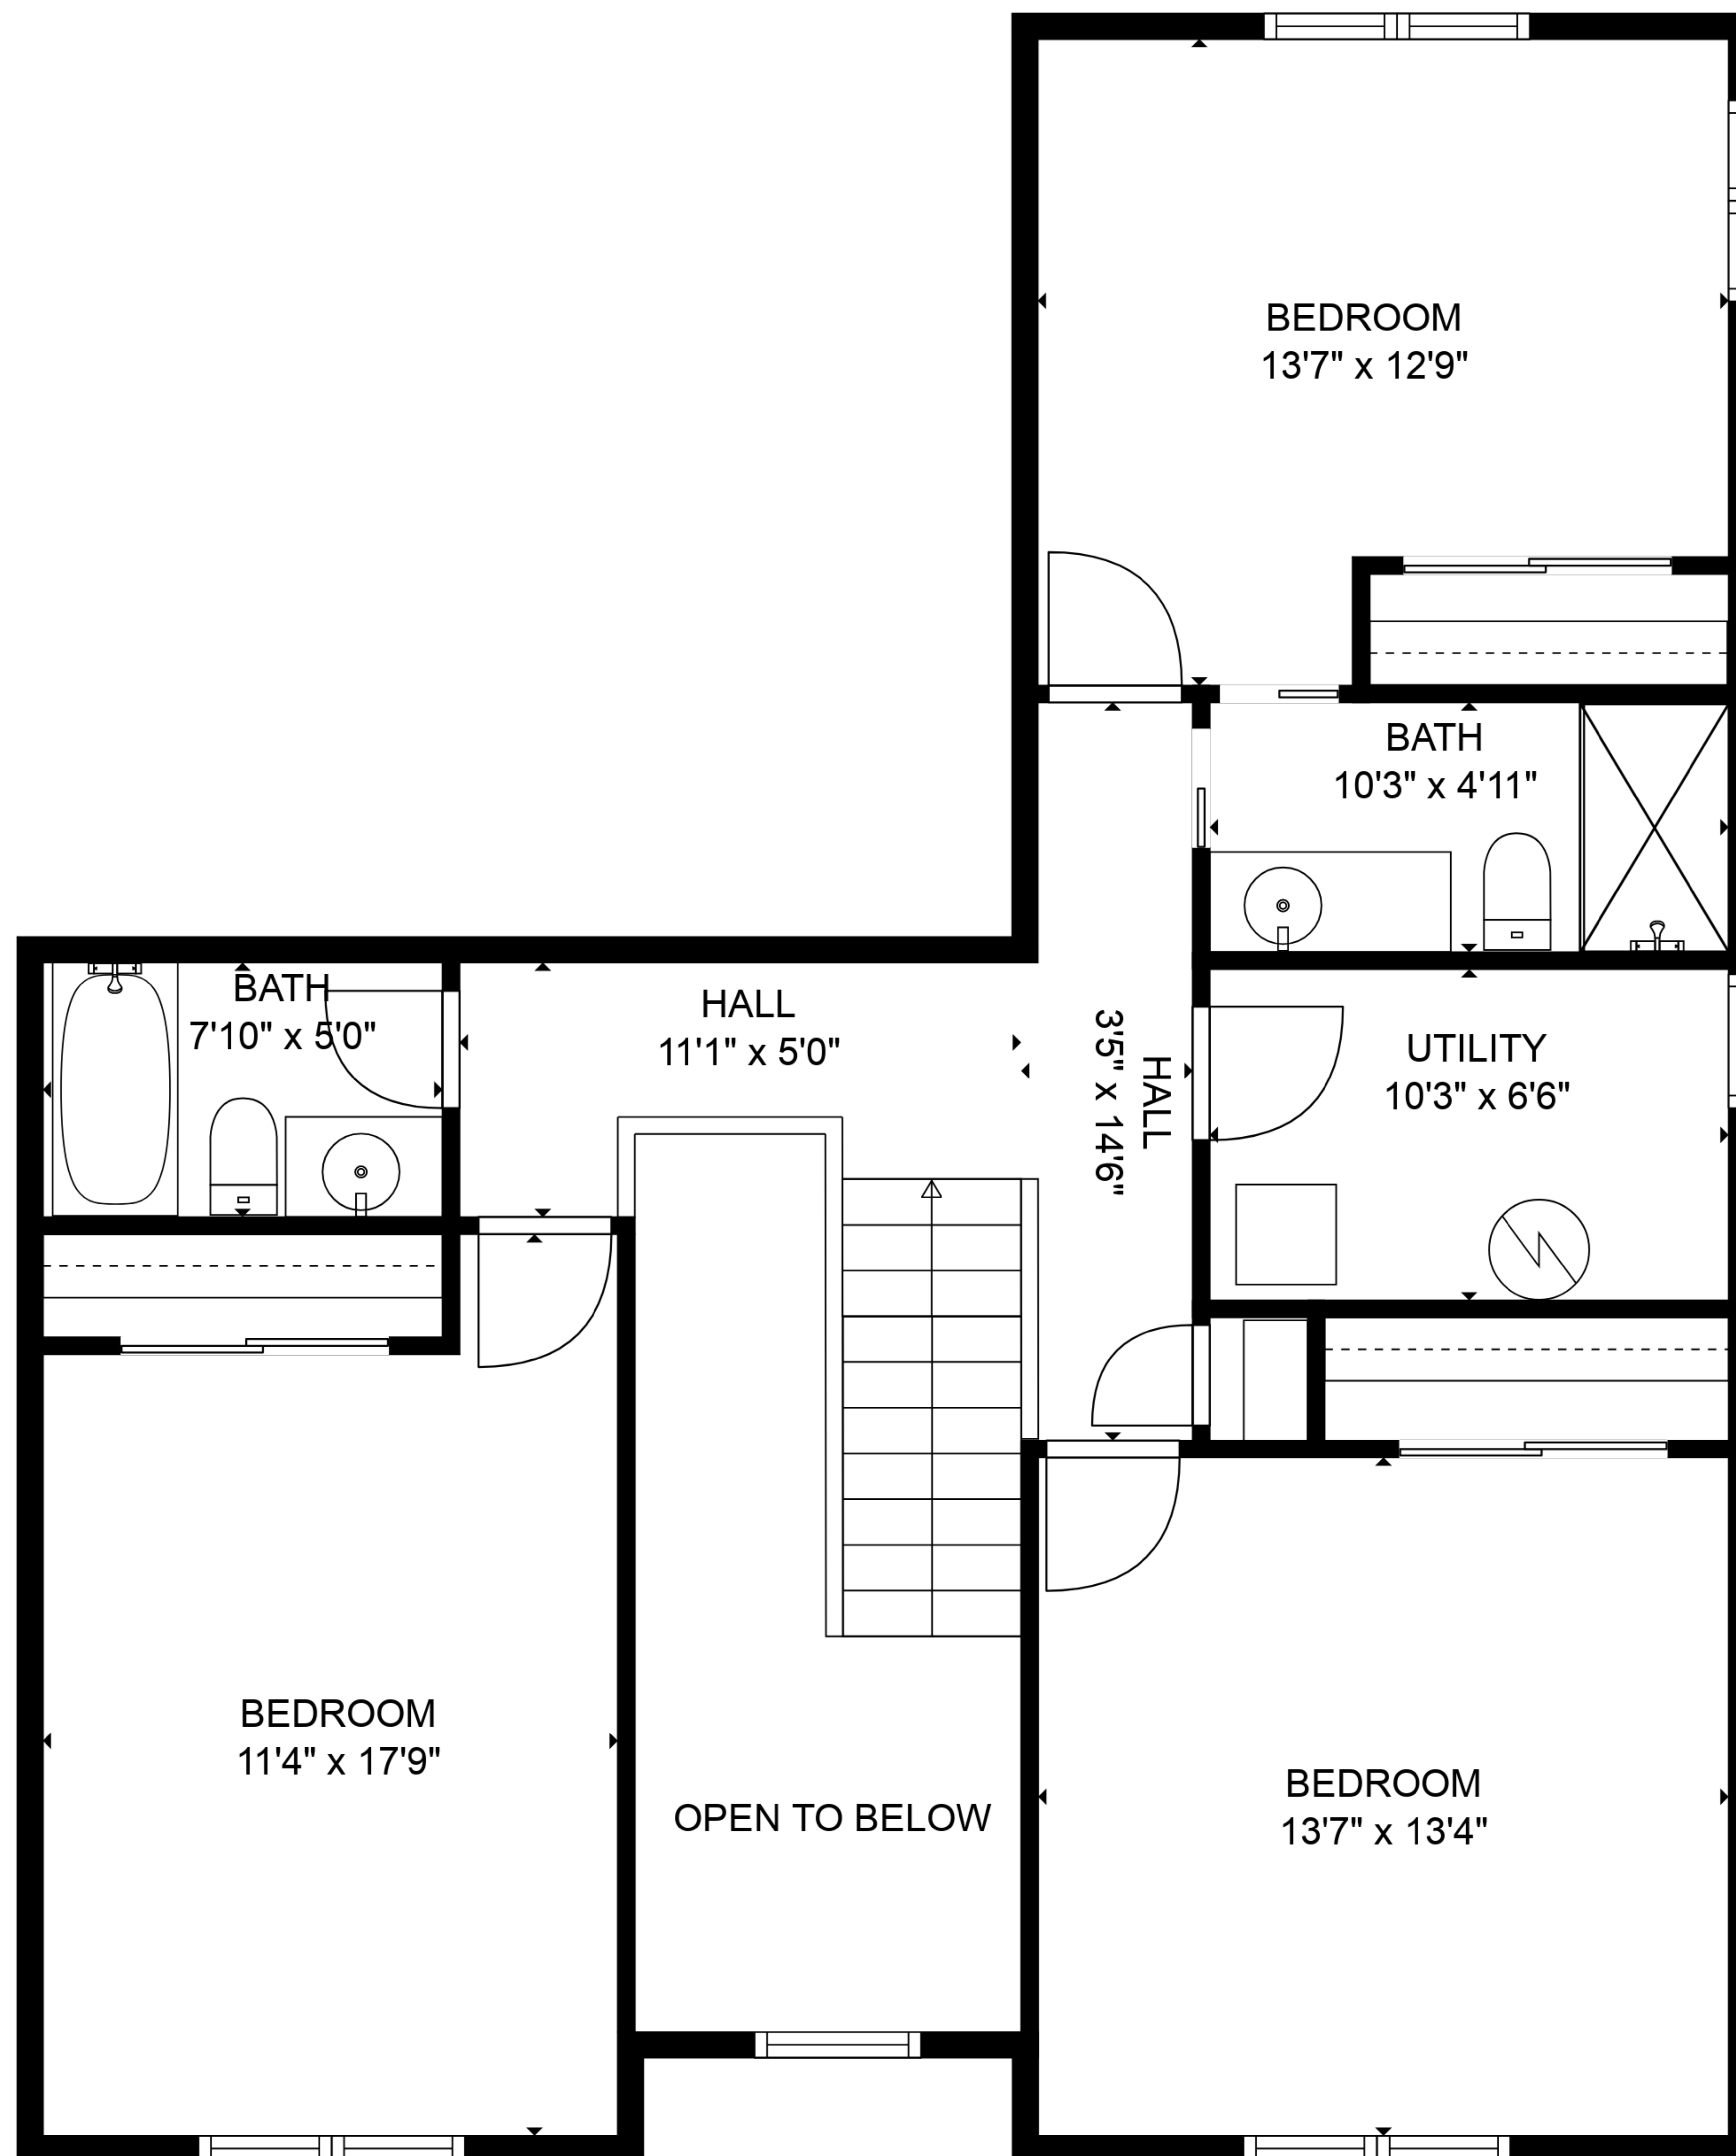 BEDROOM
13'7" x 12'9"
BATH
10'3" x 4'11"
BATH
7'10" x 5'0"
HALL
11'1" x 5'0"
HALL
3'5" x 14'6"
UTILITY
10'3" x 6'6"
BEDROOM
11'4" x 17'9"
OPEN TO BELOW
BEDROOM
13'7" x 13'4"